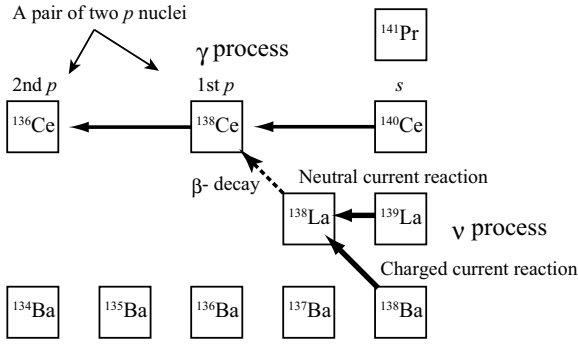 A pair of two p nuclei
¹⁴¹Pr
γ process
2nd p
1st p
s
¹³⁶Ce
¹³⁸Ce
¹⁴⁰Ce
β- decay
Neutral current reaction
¹³⁸La
¹³⁹La
ν process
Charged current reaction
¹³⁴Ba
¹³⁵Ba
¹³⁶Ba
¹³⁷Ba
¹³⁸Ba